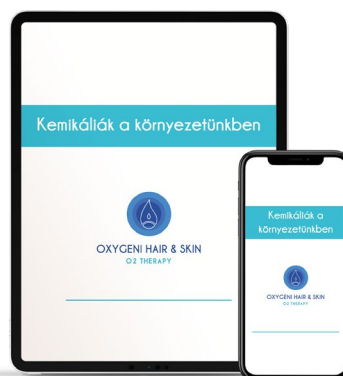 Kemikáliák a környezetünkben
OXYGENI HAIR & SKIN
O2 THERAPY
Kemikáliák a
környezetünkben
OXYGENI HAIR & SKIN
O2 THERAPY